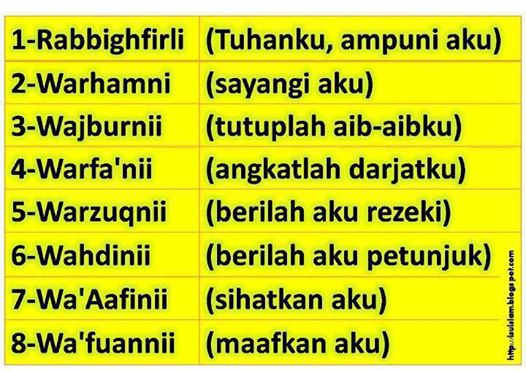 1-Rabbighfirli (Tuhanku, ampuni aku)
2-Warhamni (sayangi aku)
3-Wajburnii (tutuplah aib-aibku)
4-Warfa'nii (angkatlah darjatku)
5-Warzuqnii (berilah aku rezeki)
6-Wahdinii (berilah aku petunjuk)
7-Wa'Aafinii (sihatkan aku)
8-Wa'fuannii (maafkan aku)